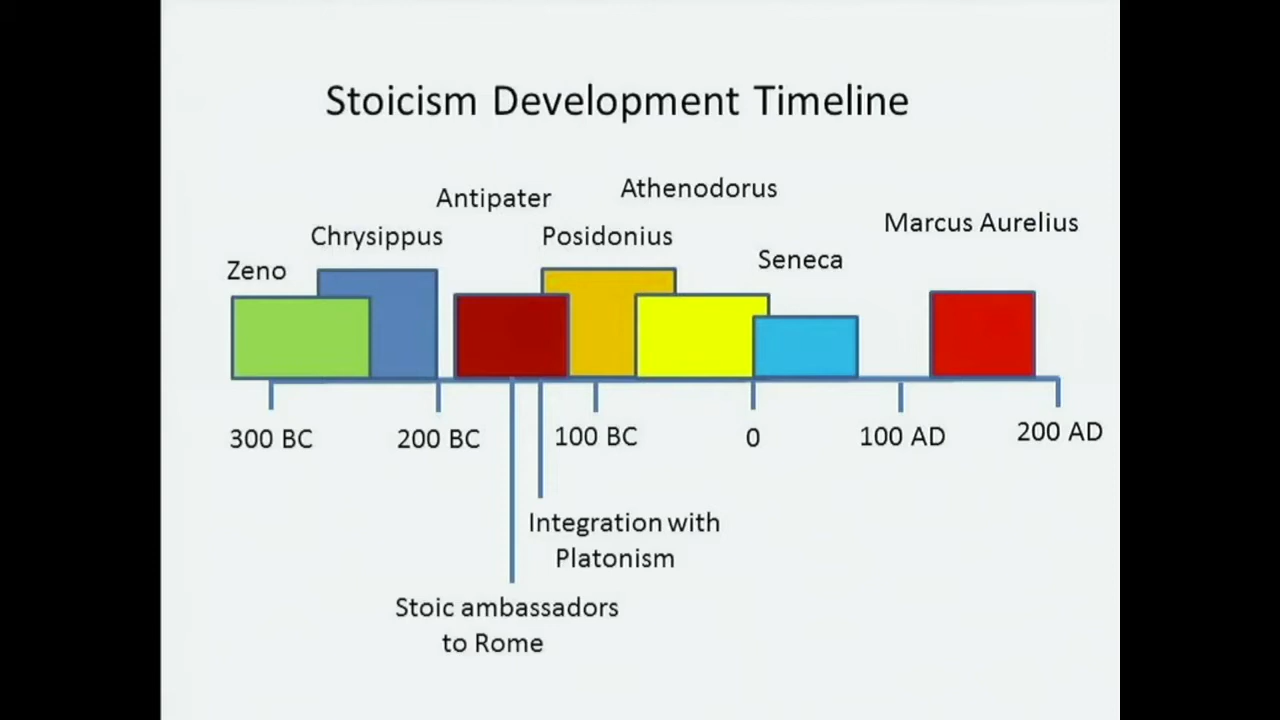 Stoicism Development Timeline
Athenodorus
Antipater
Marcus Aurelius
Chrysippus
Posidonius
Seneca
Zeno
300 BC
200 BC
100 BC
0
100 AD
200 AD
Integration with
Platonism
Stoic ambassadors
to Rome